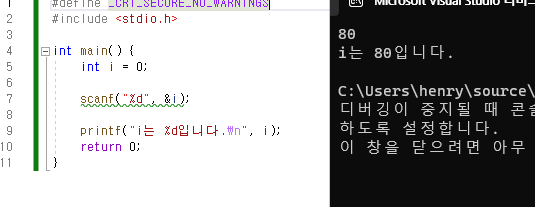 1 #define _CRT_SECURE_NO_WARNINGS
2 #include <stdio.h>
3
4 int main() {
5 int i = 0;
6
7 scanf("%d", &i);
8
9 printf("i는 %d입니다.\n", i);
10 return 0;
11 }
Microsoft Visual Studio
80
i는 80입니다.
C:\Users\henry\source\
디버깅이 중지될 때 콘솔
하도록 설정합니다.
이 창을 닫으려면 아무